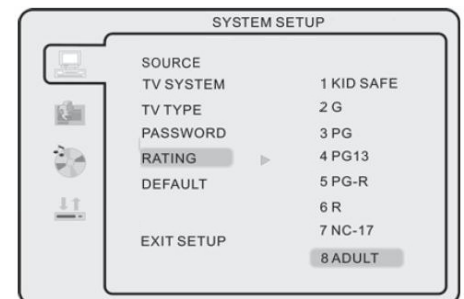 SYSTEM SETUP
SOURCE
TV SYSTEM
TV TYPE
PASSWORD
RATING
DEFAULT
EXIT SETUP
1 KID SAFE
2 G
3 PG
4 PG13
5 PG-R
6 R
7 NC-17
8 ADULT